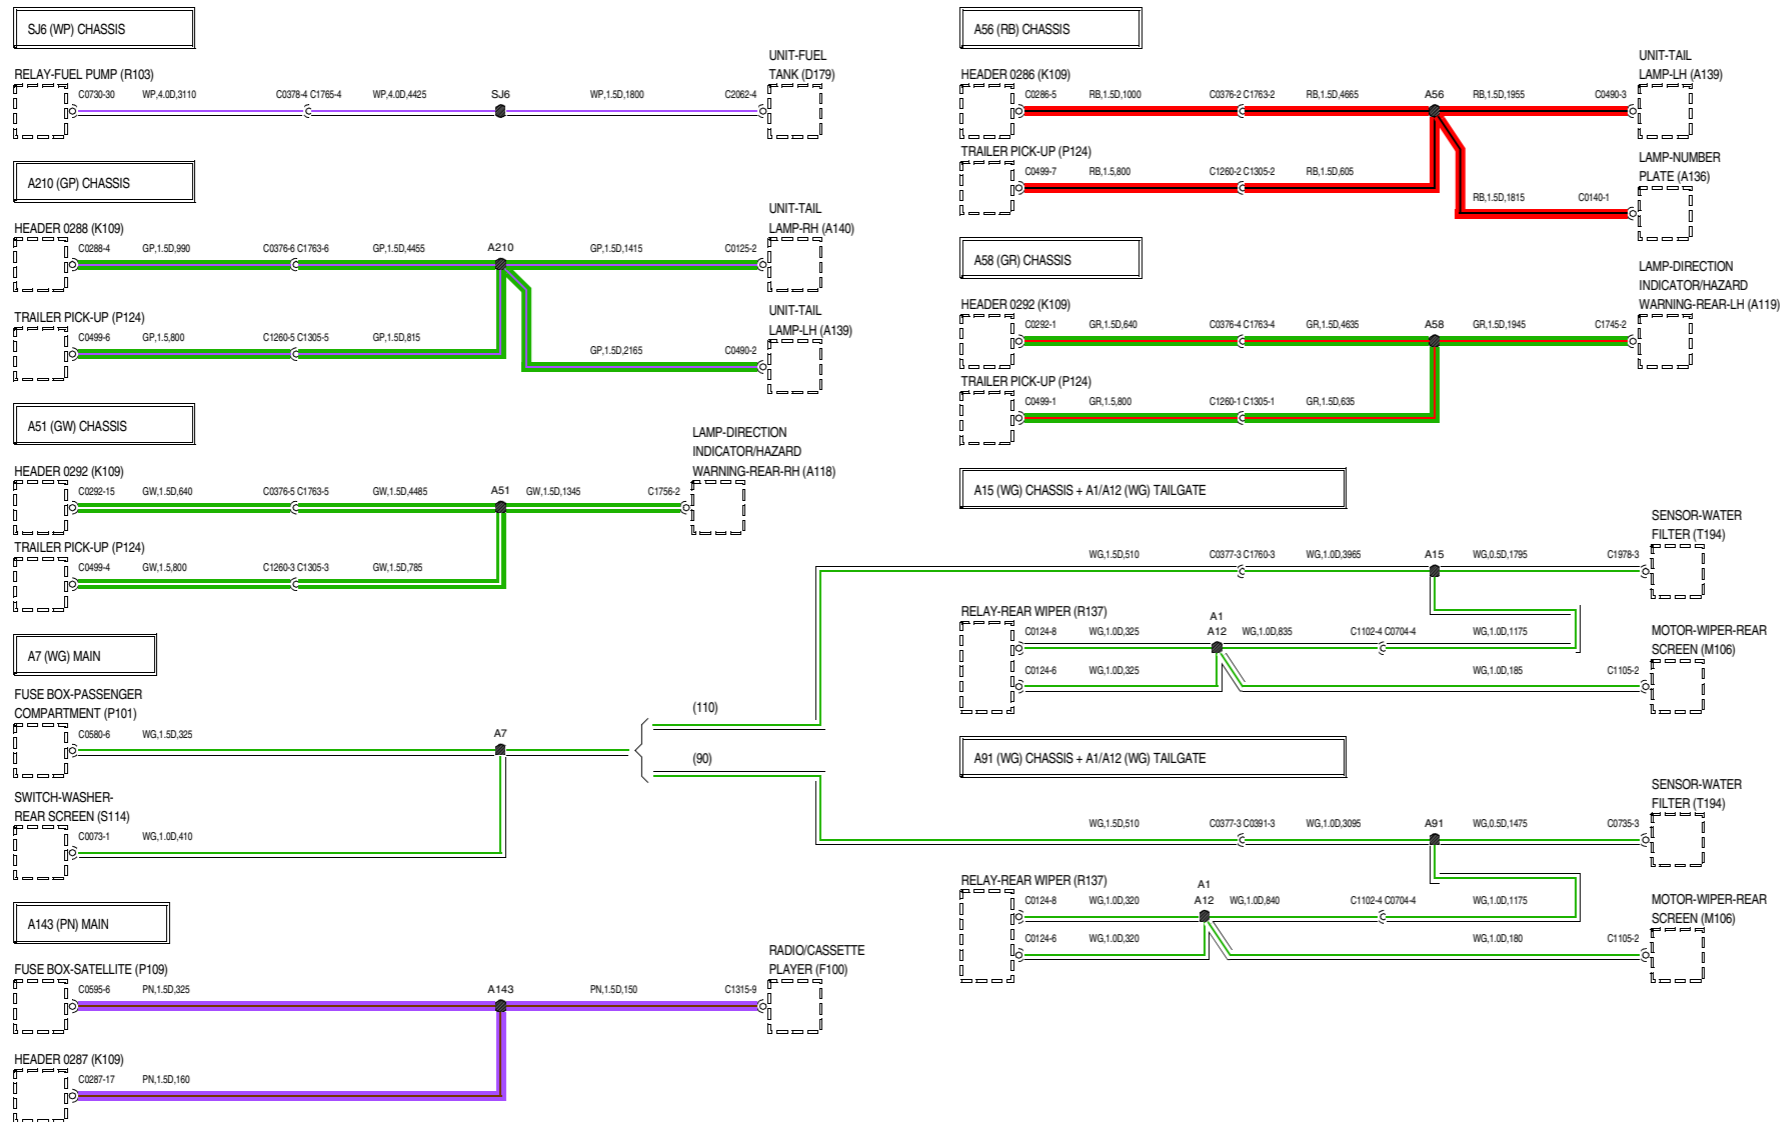 SJ6 (WP) CHASSIS
RELAY-FUEL PUMP (R103)
UNIT-FUEL
TANK (D179)
C0730-30 WP,4.0D,3110 C0378-4 C1765-4 WP,4.0D,4425 SJ6 WP,1.5D,1800 C2062-4
A210 (GP) CHASSIS
HEADER 0288 (K109)
UNIT-TAIL
LAMP-RH (A140)
C0288-4 GP,1.5D,990 C0376-6 C1763-6 GP,1.5D,4455 A210 GP,1.5D,1415 C0125-2
TRAILER PICK-UP (P124)
UNIT-TAIL
LAMP-LH (A139)
C0499-6 GP,1.5,800 C1260-5 C1305-5 GP,1.5D,815
GP,1.5D,2165 C0490-2
A51 (GW) CHASSIS
LAMP-DIRECTION
INDICATOR/HAZARD
WARNING-REAR-RH (A118)
HEADER 0292 (K109)
C0292-15 GW,1.5D,640 C0376-5 C1763-5 GW,1.5D,4485 A51 GW,1.5D,1345 C1756-2
TRAILER PICK-UP (P124)
C0499-4 GW,1.5,800 C1260-3 C1305-3 GW,1.5D,785
A7 (WG) MAIN
FUSE BOX-PASSENGER
COMPARTMENT (P101)
C0580-6 WG,1.5D,325 A7
(110)
(90)
SWITCH-WASHER-
REAR SCREEN (S114)
C0073-1 WG,1.0D,410
A143 (PN) MAIN
FUSE BOX-SATELLITE (P109)
RADIO/CASSETTE
PLAYER (F100)
C0595-6 PN,1.5D,325 A143 PN,1.5D,150 C1315-9
HEADER 0287 (K109)
C0287-17 PN,1.5D,160
A56 (RB) CHASSIS
HEADER 0286 (K109)
UNIT-TAIL
LAMP-LH (A139)
C0286-5 RB,1.5D,1000 C0376-2 C1763-2 RB,1.5D,4665 A56 RB,1.5D,1955 C0490-3
TRAILER PICK-UP (P124)
LAMP-NUMBER
PLATE (A136)
C0499-7 RB,1.5,800 C1260-2 C1305-2 RB,1.5D,605
RB,1.5D,1815 C0140-1
A58 (GR) CHASSIS
LAMP-DIRECTION
INDICATOR/HAZARD
WARNING-REAR-LH (A119)
HEADER 0292 (K109)
C0292-1 GR,1.5D,640 C0376-4 C1763-4 GR,1.5D,4635 A58 GR,1.5D,1945 C1745-2
TRAILER PICK-UP (P124)
C0499-1 GR,1.5,800 C1260-1 C1305-1 GR,1.5D,635
A15 (WG) CHASSIS + A1/A12 (WG) TAILGATE
SENSOR-WATER
FILTER (T194)
WG,1.5D,510 C0377-3 C1760-3 WG,1.0D,3965 A15 WG,0.5D,1795 C1978-3
RELAY-REAR WIPER (R137)
A1
C0124-8 WG,1.0D,325 A12 WG,1.0D,835 C1102-4 C0704-4 WG,1.0D,1175
MOTOR-WIPER-REAR
SCREEN (M106)
C0124-6 WG,1.0D,325 WG,1.0D,185 C1105-2
A91 (WG) CHASSIS + A1/A12 (WG) TAILGATE
SENSOR-WATER
FILTER (T194)
WG,1.5D,510 C0377-3 C0391-3 WG,1.0D,3095 A91 WG,0.5D,1475 C0735-3
RELAY-REAR WIPER (R137)
A1
C0124-8 WG,1.0D,320 A12 WG,1.0D,840 C1102-4 C0704-4 WG,1.0D,1175
MOTOR-WIPER-REAR
SCREEN (M106)
C0124-6 WG,1.0D,320 WG,1.0D,180 C1105-2